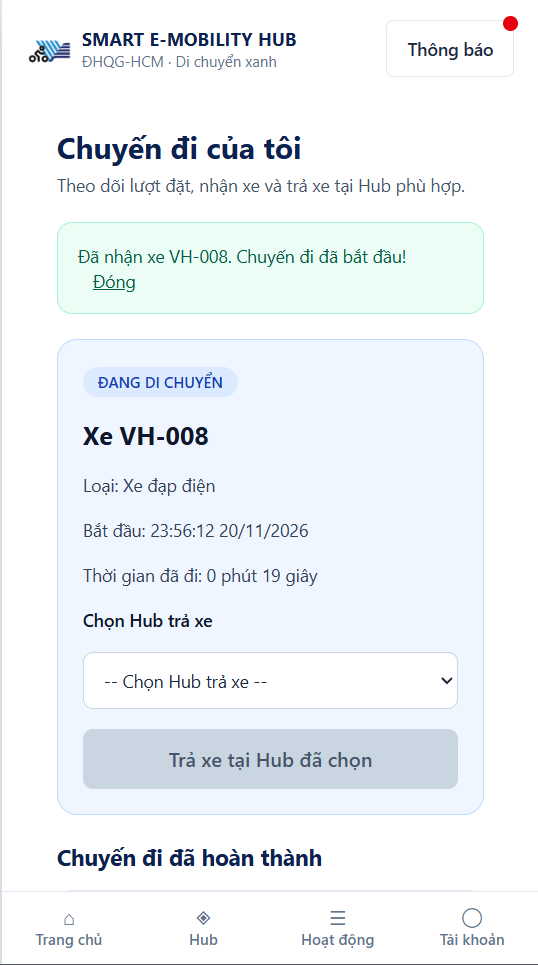 SMART E-MOBILITY HUB
ĐHQG-HCM · Di chuyển xanh
Thông báo
Chuyến đi của tôi
Theo dõi lượt đặt, nhận xe và trả xe tại Hub phù hợp.
Đã nhận xe VH-008. Chuyến đi đã bắt đầu!
Đóng
ĐANG DI CHUYỂN
Xe VH-008
Loại: Xe đạp điện
Bắt đầu: 23:56:12 20/11/2026
Thời gian đã đi: 0 phút 19 giây
Chọn Hub trả xe
-- Chọn Hub trả xe --
Trả xe tại Hub đã chọn
Chuyến đi đã hoàn thành
Trang chủ
Hub
Hoạt động
Tài khoản